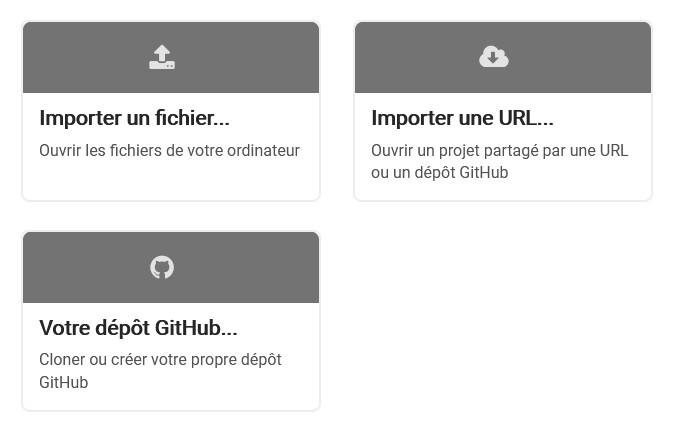 Importer un fichier...
Ouvrir les fichiers de votre ordinateur
Importer une URL...
Ouvrir un projet partagé par une URL
ou un dépôt GitHub
Votre dépôt GitHub...
Cloner ou créer votre propre dépôt
GitHub